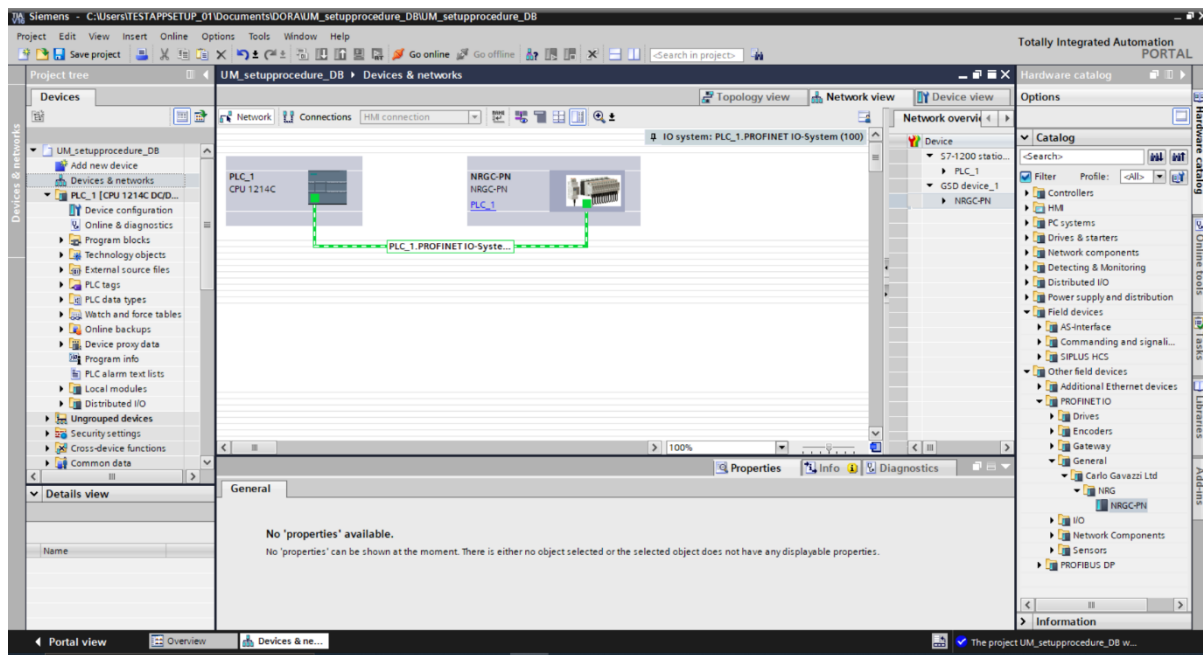 Siemens - C:\Users\TESTAPPSETUP_01\Documents\DORA\UM_setupprocedure_DB\UM_setupprocedure_DB
Project Edit View Insert Online Options Tools Window Help
Totally Integrated Automation
PORTAL
Save project
Go online
Go offline
<Search in project>
Project tree
Devices
Devices & networks
UM_setupprocedure_DB
Add new device
Devices & networks
PLC_1 [CPU 1214C DC/D...
Device configuration
Online & diagnostics
Program blocks
Technology objects
External source files
PLC tags
PLC data types
Watch and force tables
Online backups
Device proxy data
Program info
PLC alarm text lists
Local modules
Distributed I/O
Ungrouped devices
Security settings
Cross-device functions
Common data
Details view
Name
UM_setupprocedure_DB Devices & networks
Topology view
Network view
Device view
Network
Connections
HMI connection
IO system: PLC_1.PROFINET IO-System (100)
PLC_1
CPU 1214C
NRGC-PN
NRGC-PN
PLC_1
PLC_1.PROFINET IO-Syste...
100%
Network overvi
Device
S7-1200 statio...
PLC_1
GSD device_1
NRGC-PN
Properties
Info
Diagnostics
General
No 'properties' available.
No 'properties' can be shown at the moment. There is either no object selected or the selected object does not have any displayable properties.
Hardware catalog
Options
Catalog
<Search>
Filter Profile: <All>
Controllers
HMI
PC systems
Drives & starters
Network components
Detecting & Monitoring
Distributed I/O
Power supply and distribution
Field devices
AS-Interface
Commanding and signali...
SIPLUS HCS
Other field devices
Additional Ethernet devices
PROFINET IO
Drives
Encoders
Gateway
General
Carlo Gavazzi Ltd
NRG
NRGC-PN
I/O
Network Components
Sensors
PROFIBUS DP
Information
Hardware catalog
Online tools
Tasks
Libraries
Add-ins
Portal view
Overview
Devices & ne...
The project UM_setupprocedure_DB w...